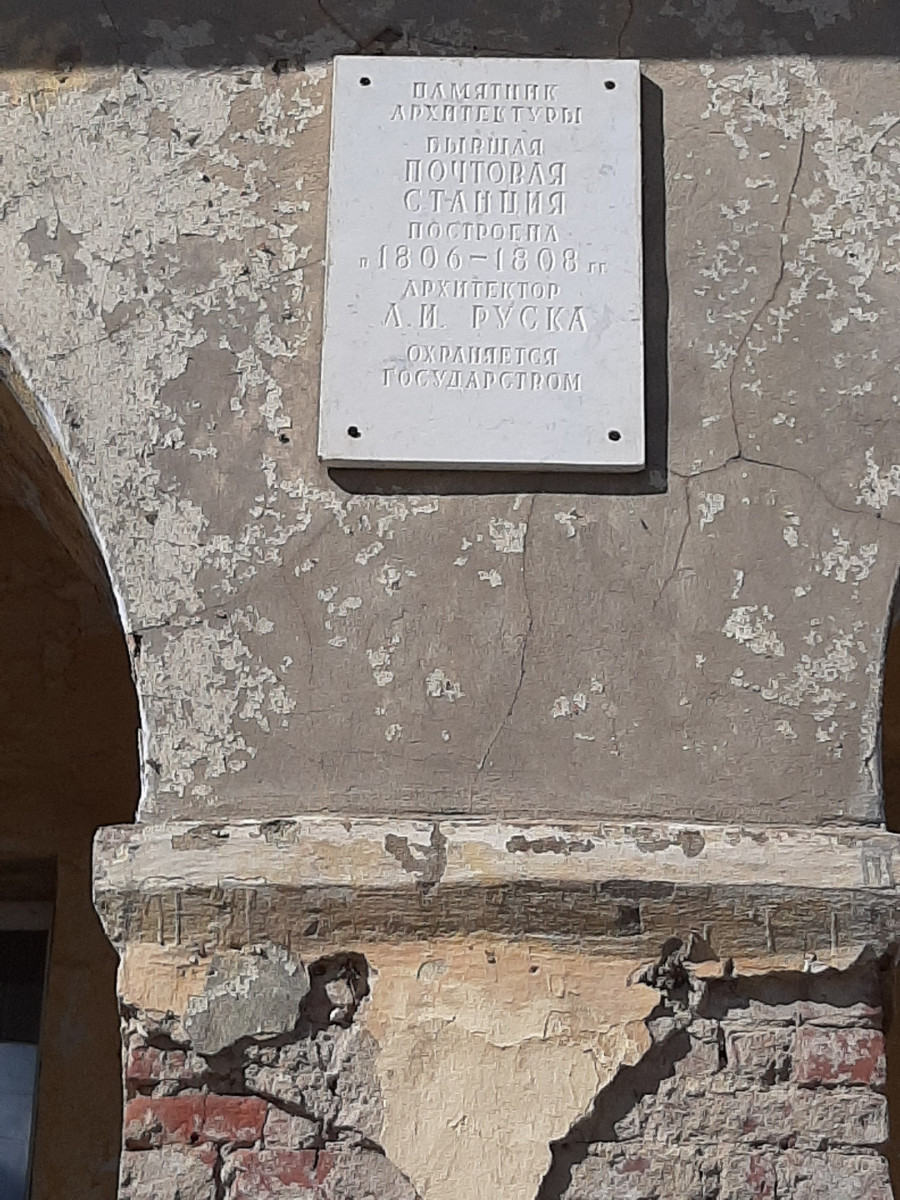 ПАМЯТНИК
АРХИТЕКТУРЫ
БЫВШАЯ
ПОЧТОВАЯ
СТАНЦИЯ
ПОСТРОЕНА
В 1806–1808 ГГ
АРХИТЕКТОР
Л.И. РУСКА
ОХРАНЯЕТСЯ
ГОСУДАРСТВОМ